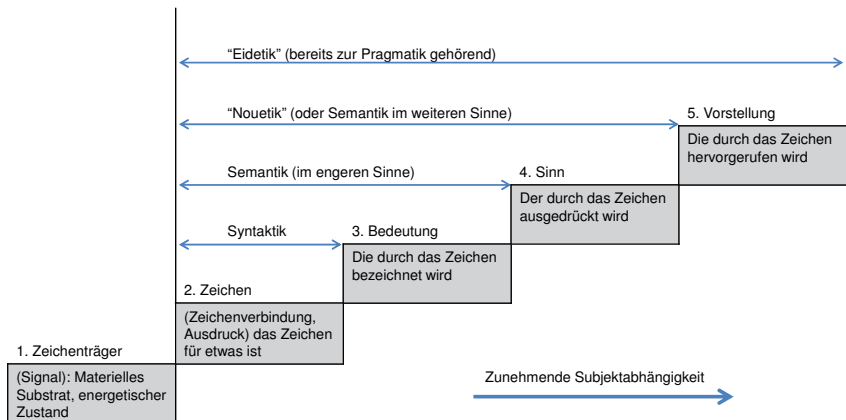 “Eidetik” (bereits zur Pragmatik gehörend)
“Nouetik” (oder Semantik im weiteren Sinne)
5. Vorstellung
Die durch das Zeichen
hervorgerufen wird
Semantik (im engeren Sinne)
4. Sinn
Der durch das Zeichen
ausgedrückt wird
Syntaktik
3. Bedeutung
Die durch das Zeichen
bezeichnet wird
2. Zeichen
(Zeichenverbindung,
Ausdruck) das Zeichen
für etwas ist
1. Zeichenträger
(Signal): Materielles
Substrat, energetischer
Zustand
Zunehmende Subjektabhängigkeit